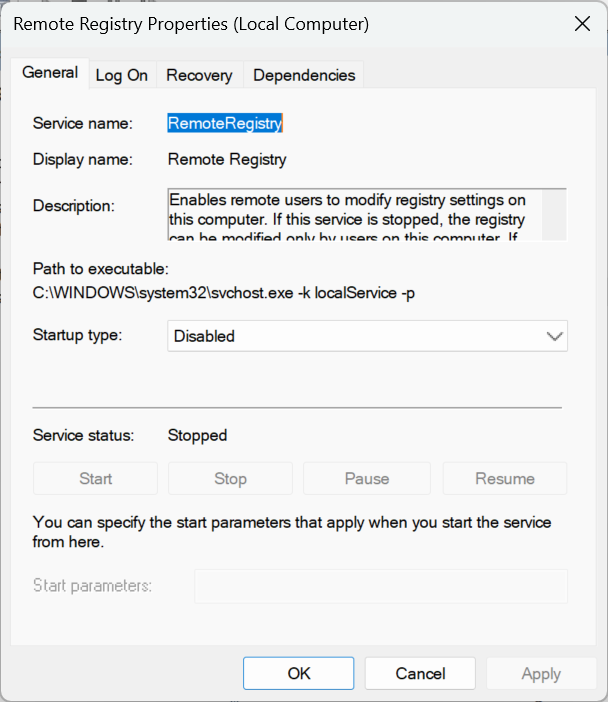 Remote Registry Properties (Local Computer)
General Log On Recovery Dependencies
Service name: RemoteRegistry
Display name: Remote Registry
Description: Enables remote users to modify registry settings on
this computer. If this service is stopped, the registry
can be modified only by users on this computer. If
Path to executable:
C:\WINDOWS\system32\svchost.exe -k localService -p
Startup type: Disabled
Service status: Stopped
Start Stop Pause Resume
You can specify the start parameters that apply when you start the service
from here.
Start parameters:
OK Cancel Apply